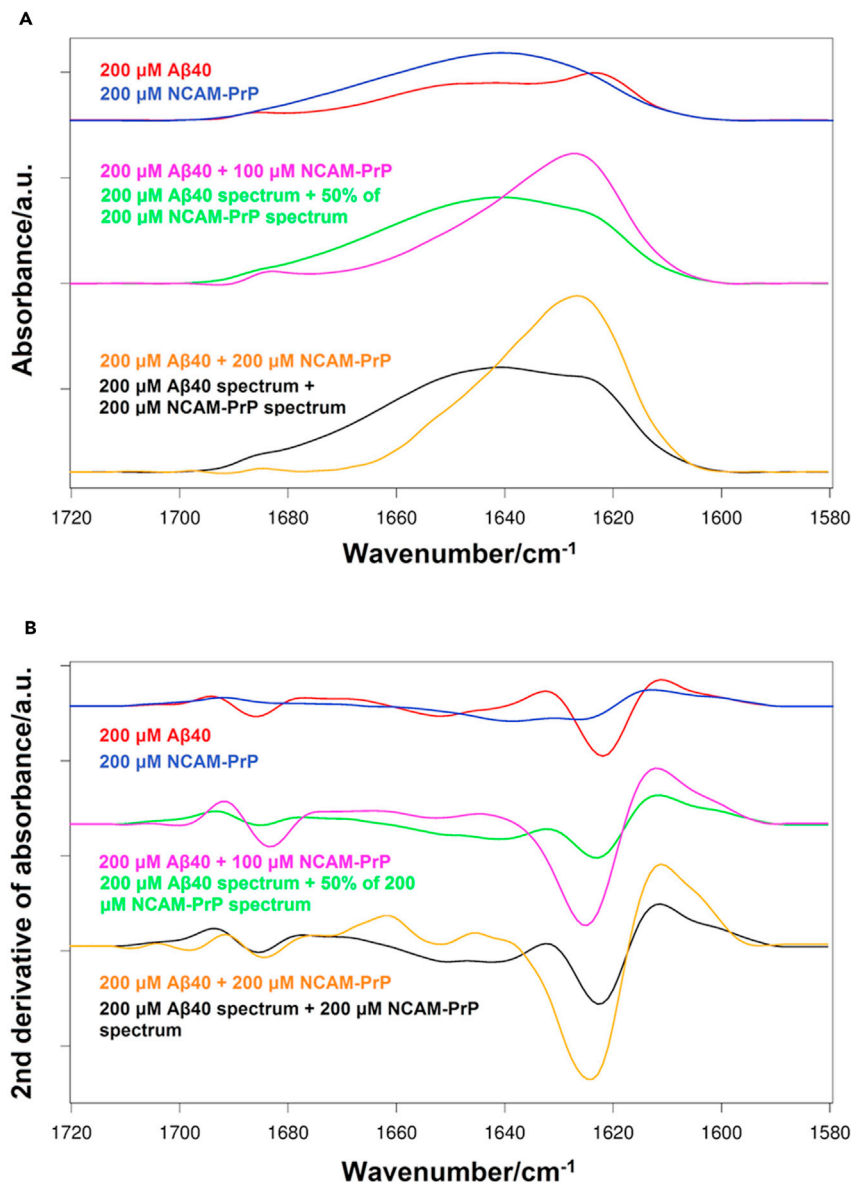 A
Absorbance/a.u.
200 µM Aβ40
200 µM NCAM-PrP
200 µM Aβ40 + 100 µM NCAM-PrP
200 µM Aβ40 spectrum + 50% of
200 µM NCAM-PrP spectrum
200 µM Aβ40 + 200 µM NCAM-PrP
200 µM Aβ40 spectrum +
200 µM NCAM-PrP spectrum
1720 1700 1680 1660 1640 1620 1600 1580
Wavenumber/cm⁻¹
B
2nd derivative of absorbance/a.u.
200 µM Aβ40
200 µM NCAM-PrP
200 µM Aβ40 + 100 µM NCAM-PrP
200 µM Aβ40 spectrum + 50% of 200
µM NCAM-PrP spectrum
200 µM Aβ40 + 200 µM NCAM-PrP
200 µM Aβ40 spectrum + 200 µM NCAM-PrP
spectrum
1720 1700 1680 1660 1640 1620 1600 1580
Wavenumber/cm⁻¹